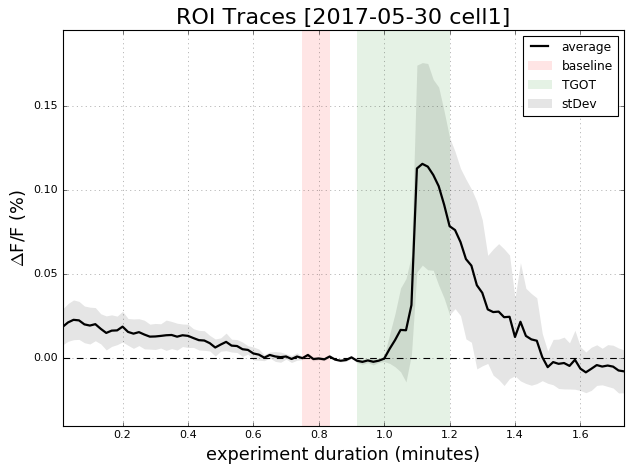 ROI Traces [2017-05-30 cell1]
average
baseline
TGOT
stDev
0.15
0.10
0.05
0.00
ΔF/F (%)
0.2 0.4 0.6 0.8 1.0 1.2 1.4 1.6
experiment duration (minutes)